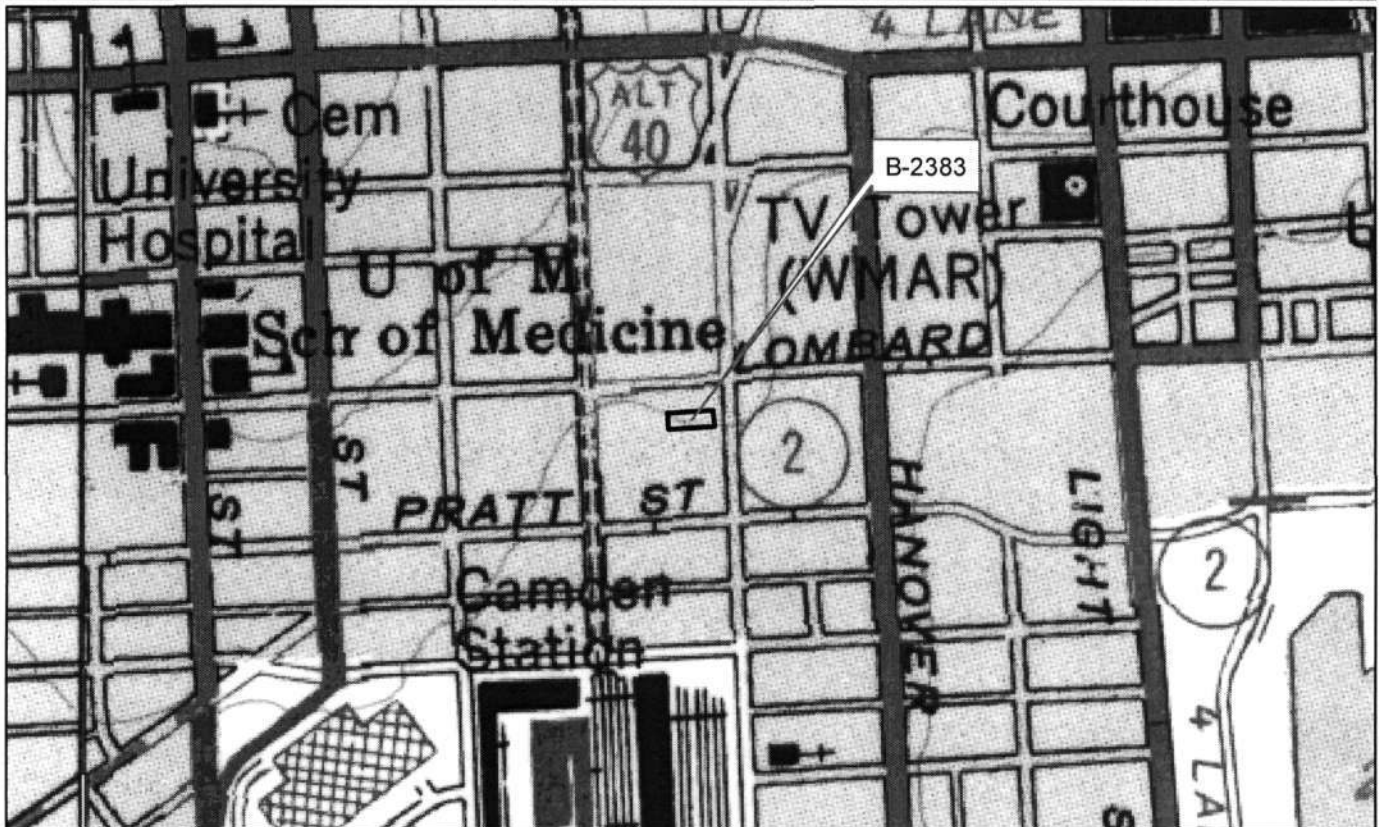 4 LANE
ALT
40
Cem
Courthouse
B-2383
University
Hospital
TV Tower
(WMAR)
U of M
Sch of Medicine
LOMBARD
2
ST
ST
PRATT ST
HANOVER
LIGHT
2
Camden
Station
4 LA
S